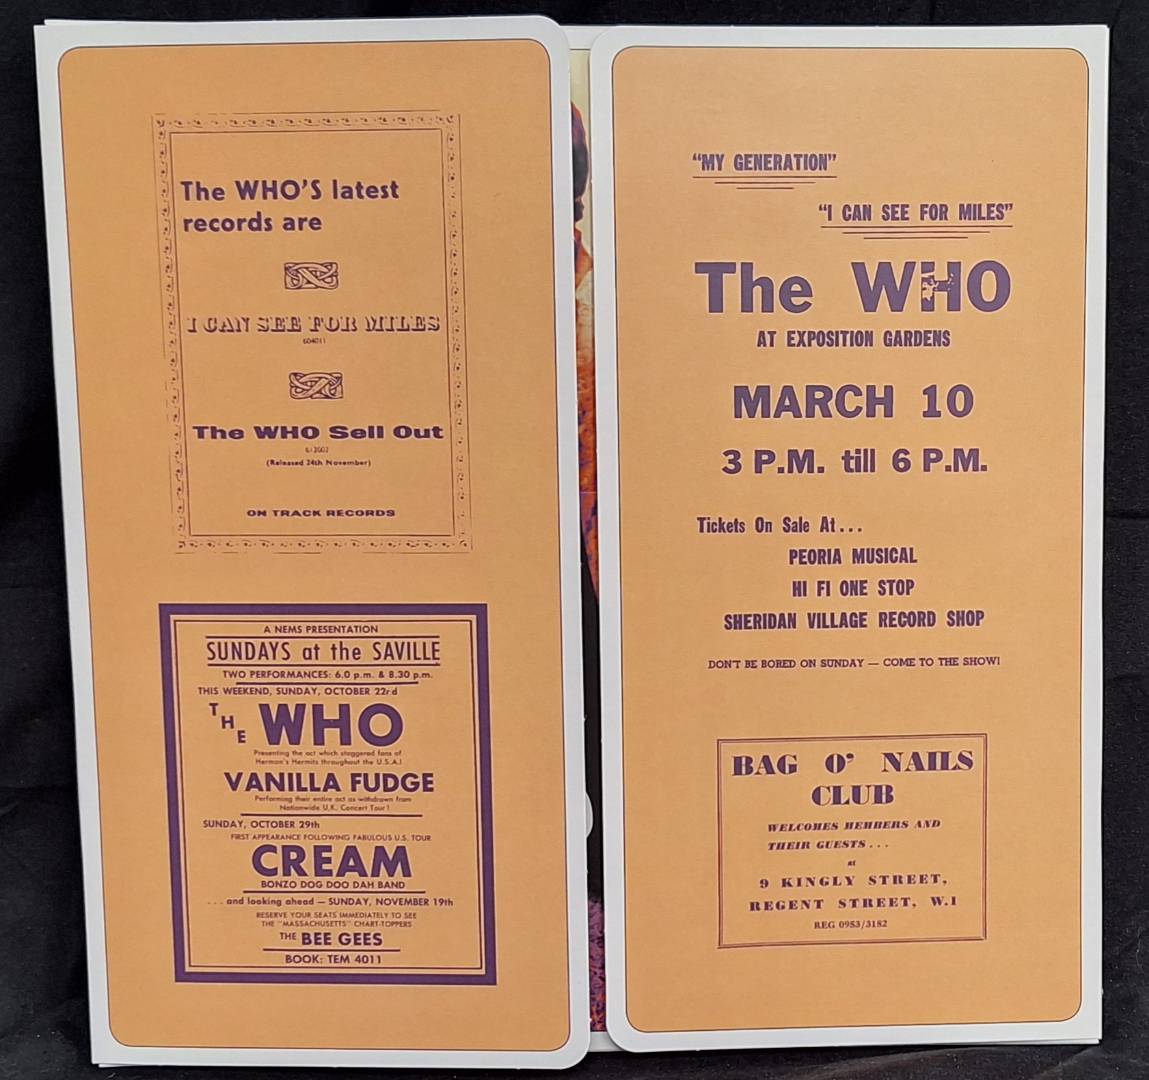 The WHO'S latest
records are
I CAN SEE FOR MILES
604011
The WHO Sell Out
612002
(Released 24th November)
ON TRACK RECORDS
A NEMS PRESENTATION
SUNDAYS at the SAVILLE
TWO PERFORMANCES: 6.0 p.m. & 8.30 p.m.
THIS WEEKEND, SUNDAY, OCTOBER 22rd
THE WHO
Presenting the act which staggered fans of
Herman's Hermits throughout the U.S.A.!
VANILLA FUDGE
Performing their entire act as withdrawn from
Nationwide U.K. Concert Tour!
SUNDAY, OCTOBER 29th
FIRST APPEARANCE FOLLOWING FABULOUS U.S. TOUR
CREAM
BONZO DOG DOO DAH BAND
. . . and looking ahead — SUNDAY, NOVEMBER 19th
RESERVE YOUR SEATS IMMEDIATELY TO SEE
THE "MASSACHUSETTS" CHART-TOPPERS
THE BEE GEES
BOOK: TEM 4011
"MY GENERATION"
"I CAN SEE FOR MILES"
The WHO
AT EXPOSITION GARDENS
MARCH 10
3 P.M. till 6 P.M.
Tickets On Sale At...
PEORIA MUSICAL
HI FI ONE STOP
SHERIDAN VILLAGE RECORD SHOP
DON'T BE BORED ON SUNDAY — COME TO THE SHOW!
BAG O' NAILS
CLUB
WELCOMES MEMBERS AND
THEIR GUESTS . . .
at
9 KINGLY STREET,
REGENT STREET, W.1
REG 0953/3182